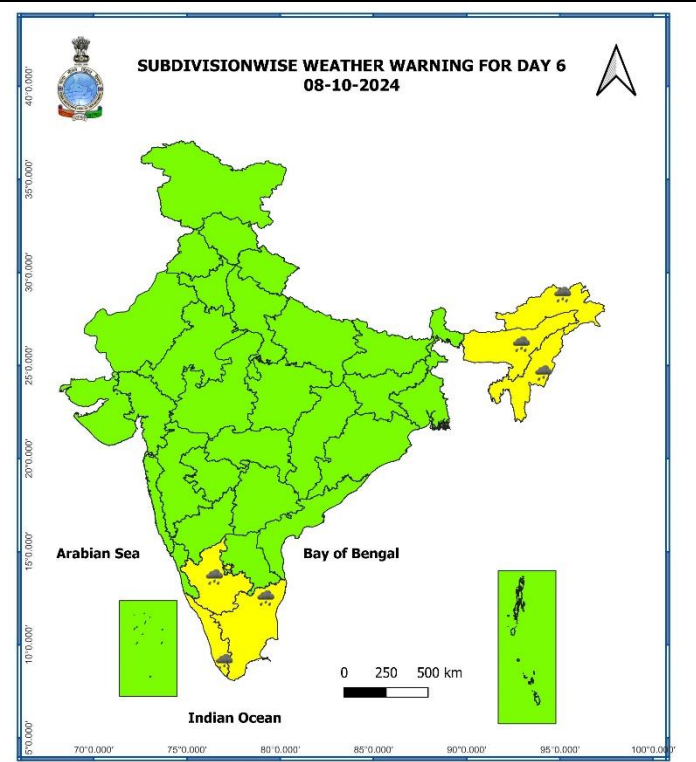 SUBDIVISIONWISE WEATHER WARNING FOR DAY 6
08-10-2024
40°0.000'
35°0.000'
30°0.000'
25°0.000'
20°0.000'
15°0.000'
10°0.000'
5°0.000'
Arabian Sea
Bay of Bengal
0 250 500 km
Indian Ocean
70°0.000' 75°0.000' 80°0.000' 85°0.000' 90°0.000' 95°0.000' 100°0.000'